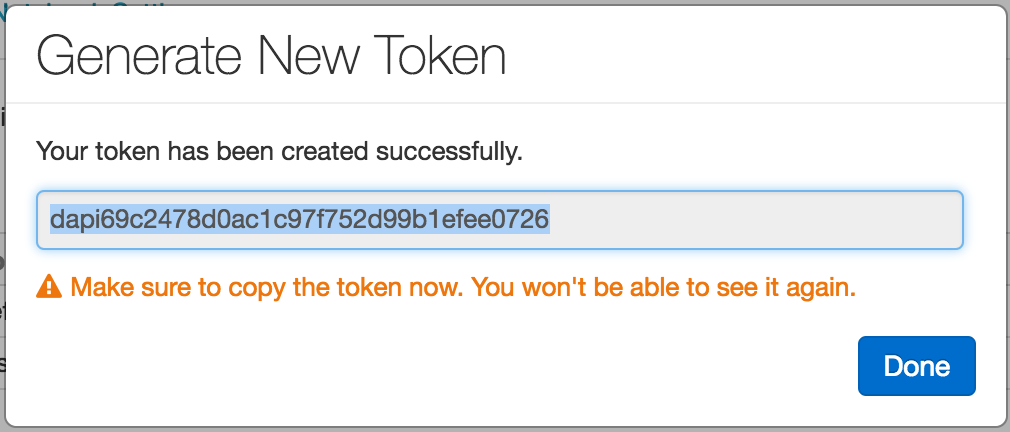 Generate New Token
Your token has been created successfully.
dapi69c2478d0ac1c97f752d99b1efee0726
Make sure to copy the token now. You won't be able to see it again.
Done